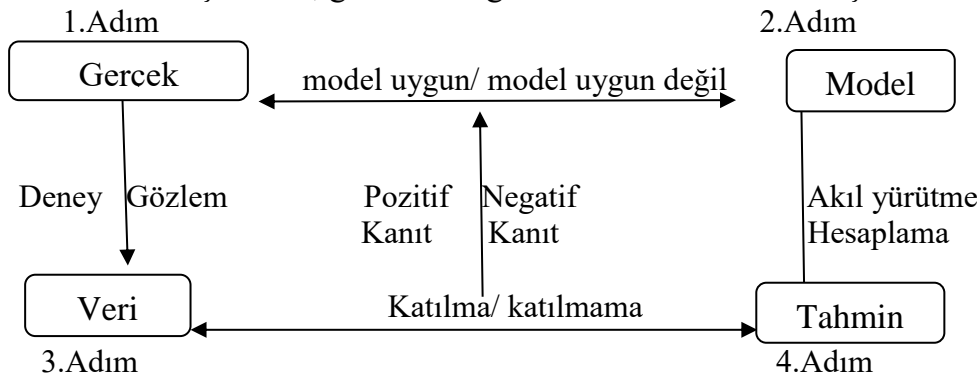 1.Adım
2.Adım
Gerçek
model uygun/ model uygun değil
Model
Deney Gözlem
Pozitif Negatif
Kanıt Kanıt
Akıl yürütme
Hesaplama
Veri
Katılma/ katılmama
Tahmin
3.Adım
4.Adım